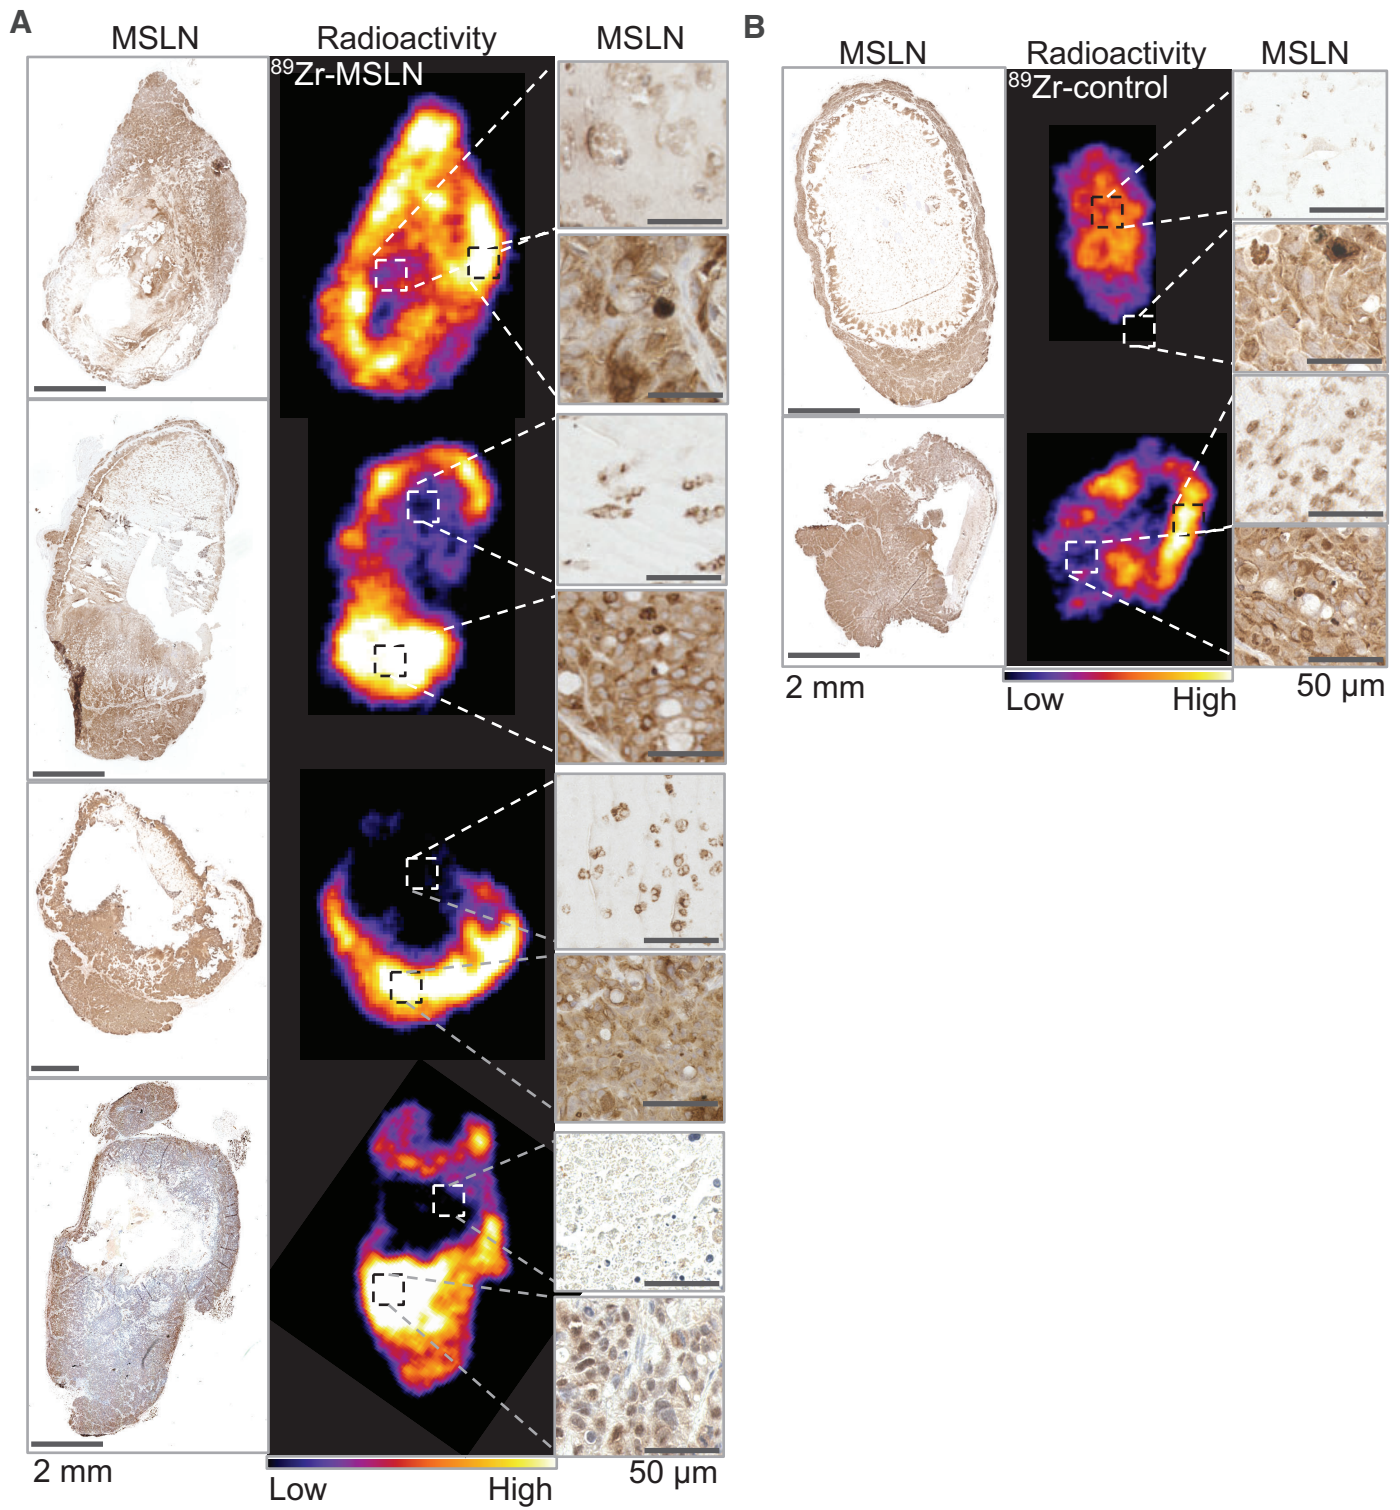 A
MSLN Radioactivity MSLN
⁸⁹Zr-MSLN
2 mm
Low High
50 µm
B
MSLN Radioactivity MSLN
⁸⁹Zr-control
2 mm
Low High
50 µm